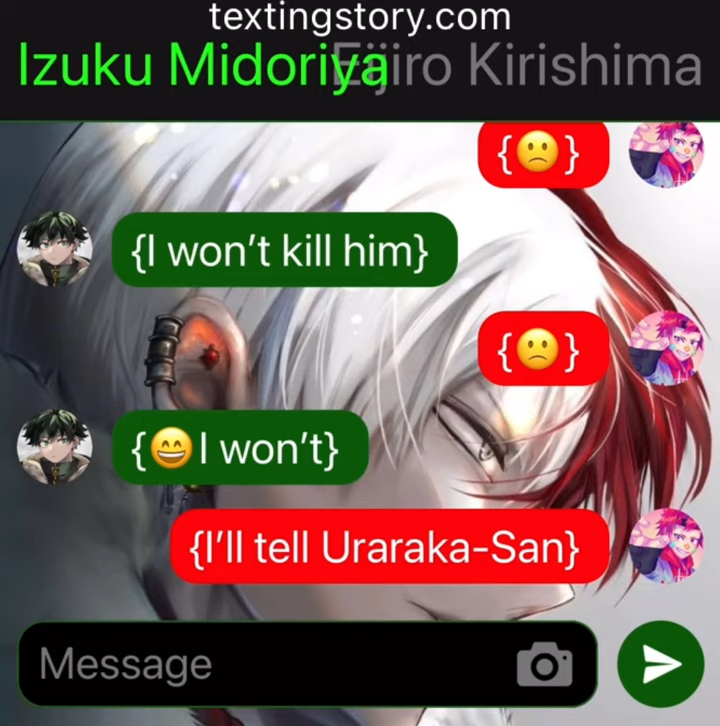 textingstory.com
Izuku Midoriya Eijiro Kirishima
{🙁}
{I won't kill him}
{🙁}
{😄I won't}
{I'll tell Uraraka-San}
Message